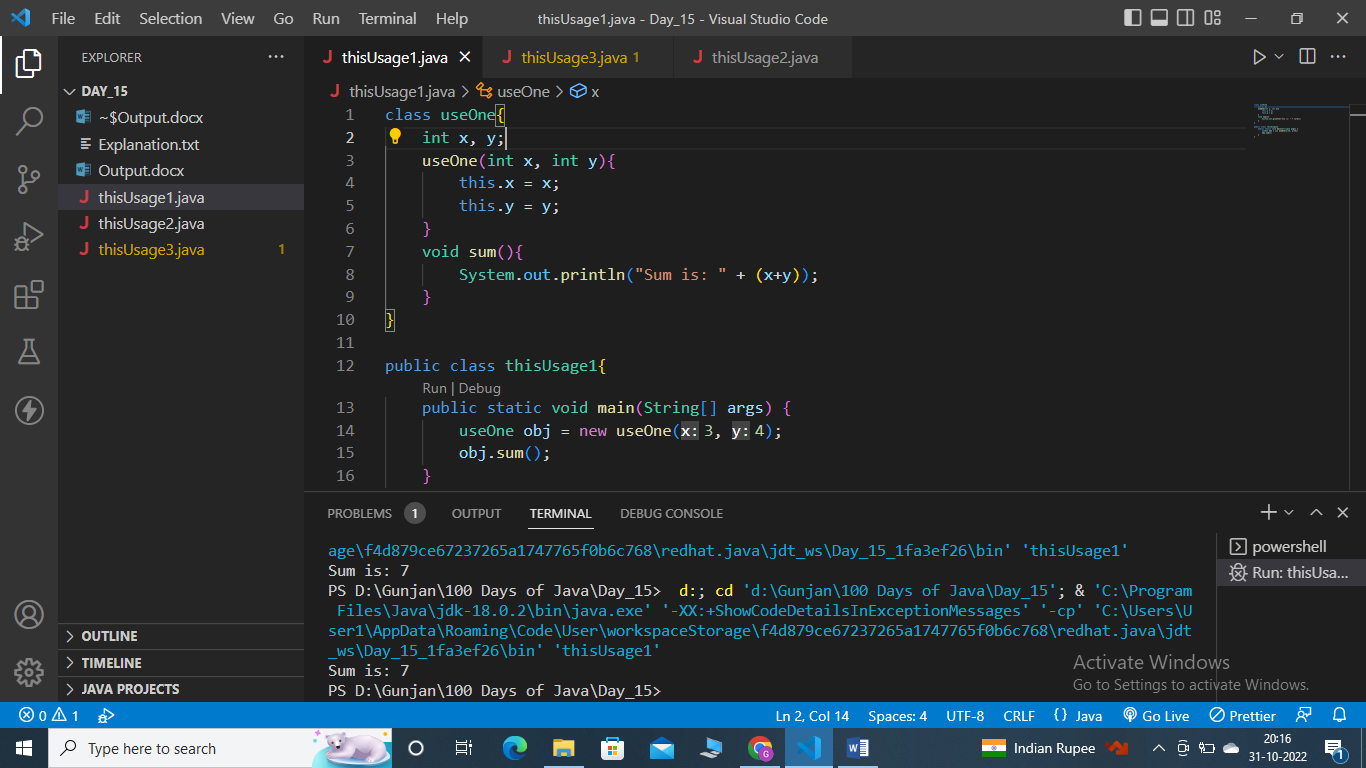 File Edit Selection View Go Run Terminal Help thisUsage1.java - Day_15 - Visual Studio Code
EXPLORER ···
DAY_15
~$Output.docx
Explanation.txt
Output.docx
thisUsage1.java
thisUsage2.java
thisUsage3.java 1
OUTLINE
TIMELINE
JAVA PROJECTS
thisUsage1.java thisUsage3.java 1 thisUsage2.java
thisUsage1.java > useOne > x
1 class useOne{
2 int x, y;
3 useOne(int x, int y){
4 this.x = x;
5 this.y = y;
6 }
7 void sum(){
8 System.out.println("Sum is: " + (x+y));
9 }
10 }
11
12 public class thisUsage1{
Run | Debug
13 public static void main(String[] args) {
14 useOne obj = new useOne(x: 3, y: 4);
15 obj.sum();
16 }
PROBLEMS 1 OUTPUT TERMINAL DEBUG CONSOLE
age\f4d879ce67237265a1747765f0b6c768\redhat.java\jdt_ws\Day_15_1fa3ef26\bin' 'thisUsage1'
Sum is: 7
PS D:\Gunjan\100 Days of Java\Day_15> d:; cd 'd:\Gunjan\100 Days of Java\Day_15'; & 'C:\Program
Files\Java\jdk-18.0.2\bin\java.exe' '-XX:+ShowCodeDetailsInExceptionMessages' '-cp' 'C:\Users\U
ser1\AppData\Roaming\Code\User\workspaceStorage\f4d879ce67237265a1747765f0b6c768\redhat.java\jdt
_ws\Day_15_1fa3ef26\bin' 'thisUsage1'
Sum is: 7
PS D:\Gunjan\100 Days of Java\Day_15>
powershell
Run: thisUsa...
Activate Windows
Go to Settings to activate Windows.
0 1 Ln 2, Col 14 Spaces: 4 UTF-8 CRLF {} Java Go Live Prettier
Type here to search Indian Rupee 20:16
31-10-2022
1